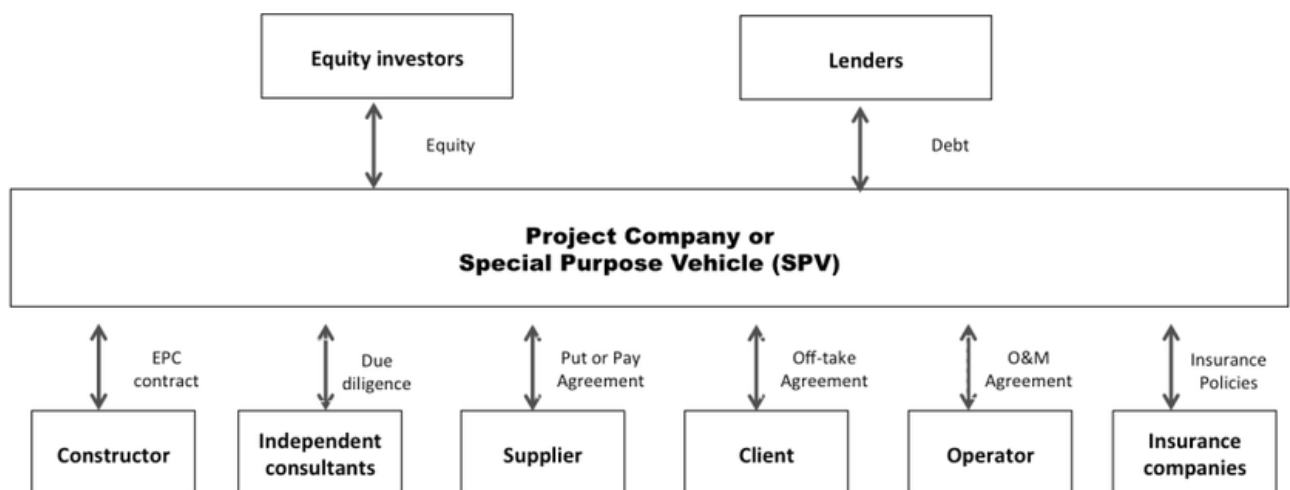 Equity investors
Lenders
Equity
Debt
Project Company or
Special Purpose Vehicle (SPV)
EPC
contract
Due
diligence
Put or Pay
Agreement
Off-take
Agreement
O&M
Agreement
Insurance
Policies
Constructor
Independent
consultants
Supplier
Client
Operator
Insurance
companies